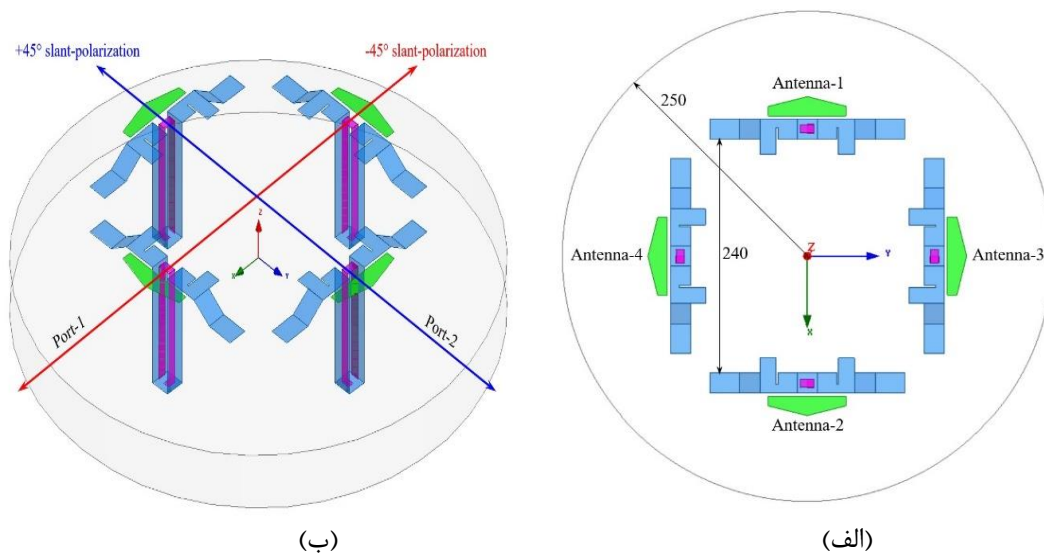 +45° slant-polarization
-45° slant-polarization
Z
X
Y
Port-1
Port-2
(ب)
Antenna-1
250
Antenna-4
240
Z
Y
X
Antenna-3
Antenna-2
(الف)